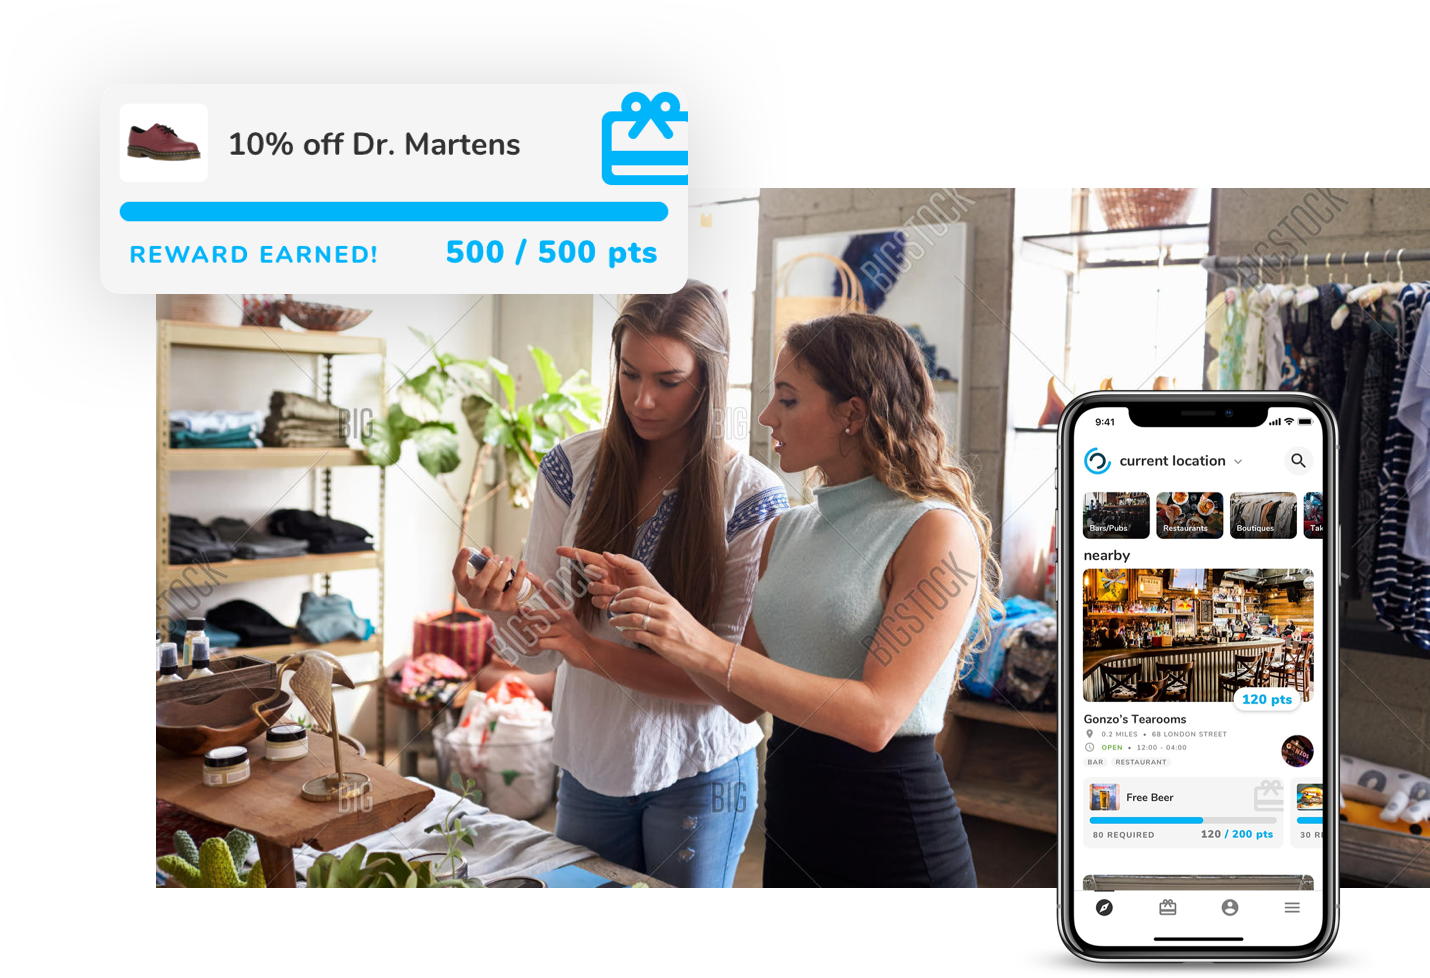 10% off Dr. Martens
REWARD EARNED!
500 / 500 pts
BIGSTOCK
BIGSTOCK
BIG
BIG
BIGSTOCK
BIGSTOCK
BIGSTOCK
BIG
BIG
9:41
current location
Bars/Pubs
Restaurants
Boutiques
Tak
nearby
120 pts
Gonzo's Tearooms
0.2 MILES • 68 LONDON STREET
OPEN • 12:00 - 04:00
BAR
RESTAURANT
Free Beer
80 REQUIRED
120 / 200 pts